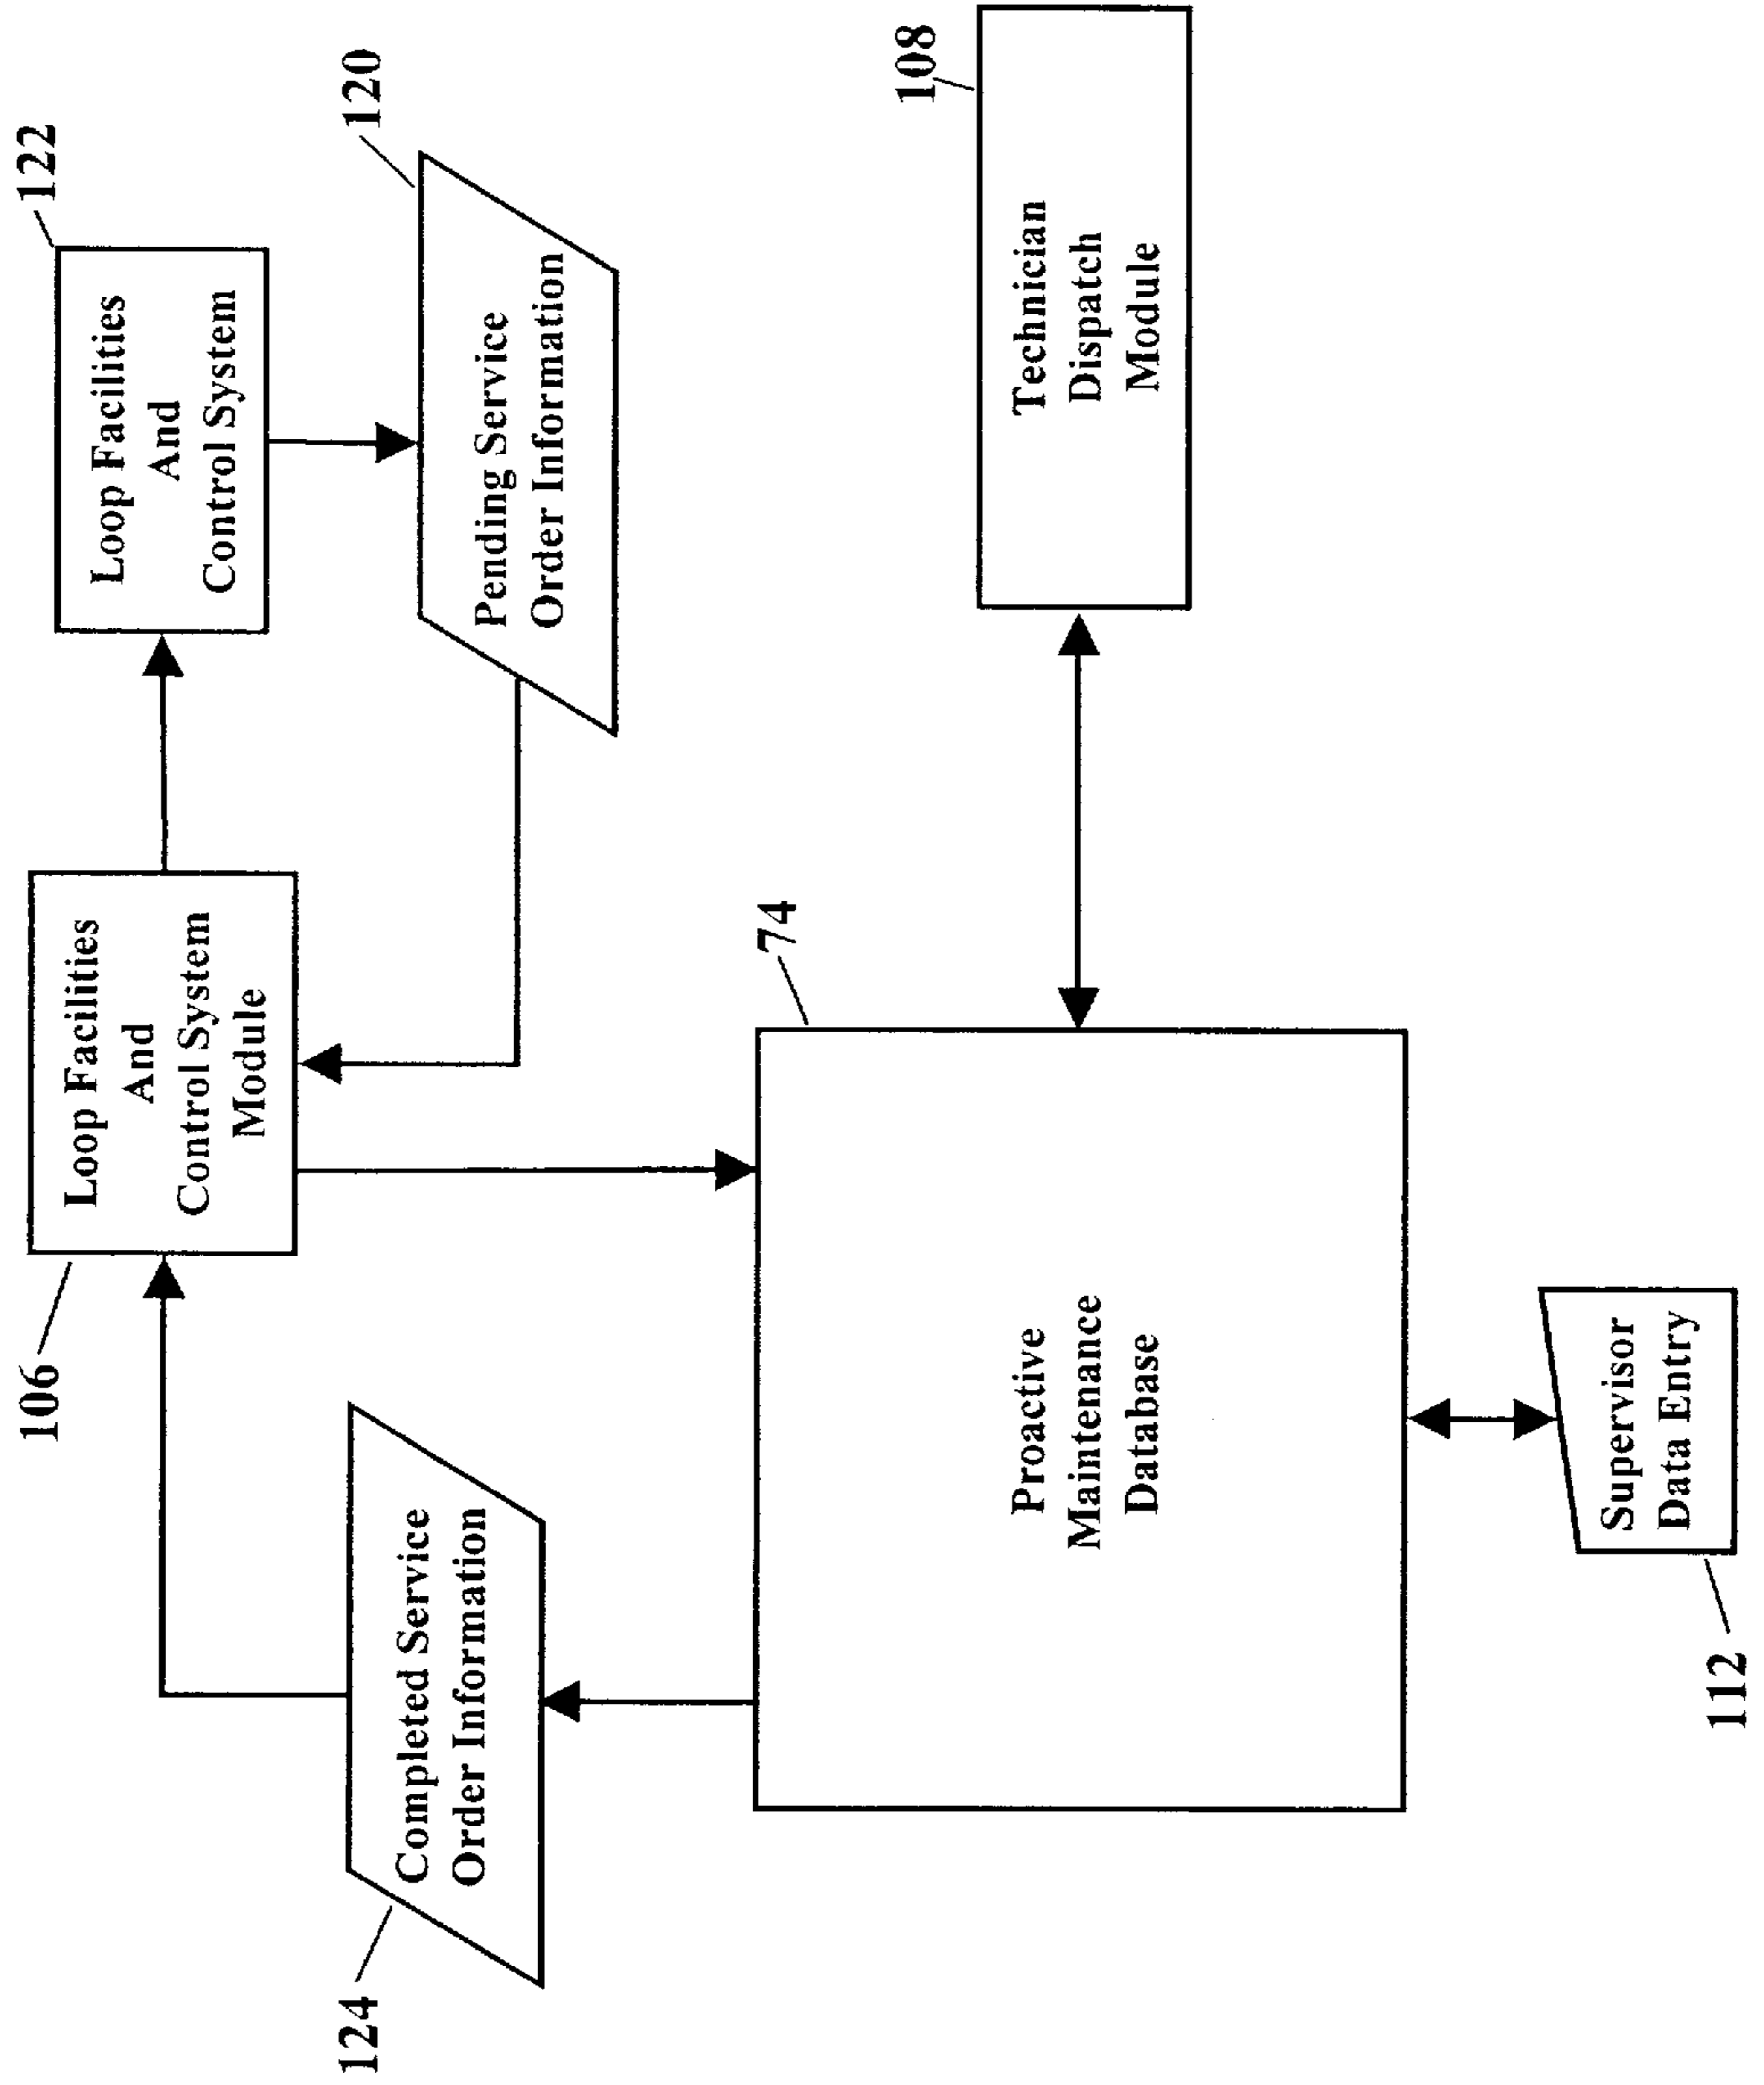 106
Loop Facilities
And
Control System
Module
122
Loop Facilities
And
Control System
124
Completed Service
Order Information
120
Pending Service
Order Information
74
Proactive
Maintenance
Database
108
Technician
Dispatch
Module
112
Supervisor
Data Entry